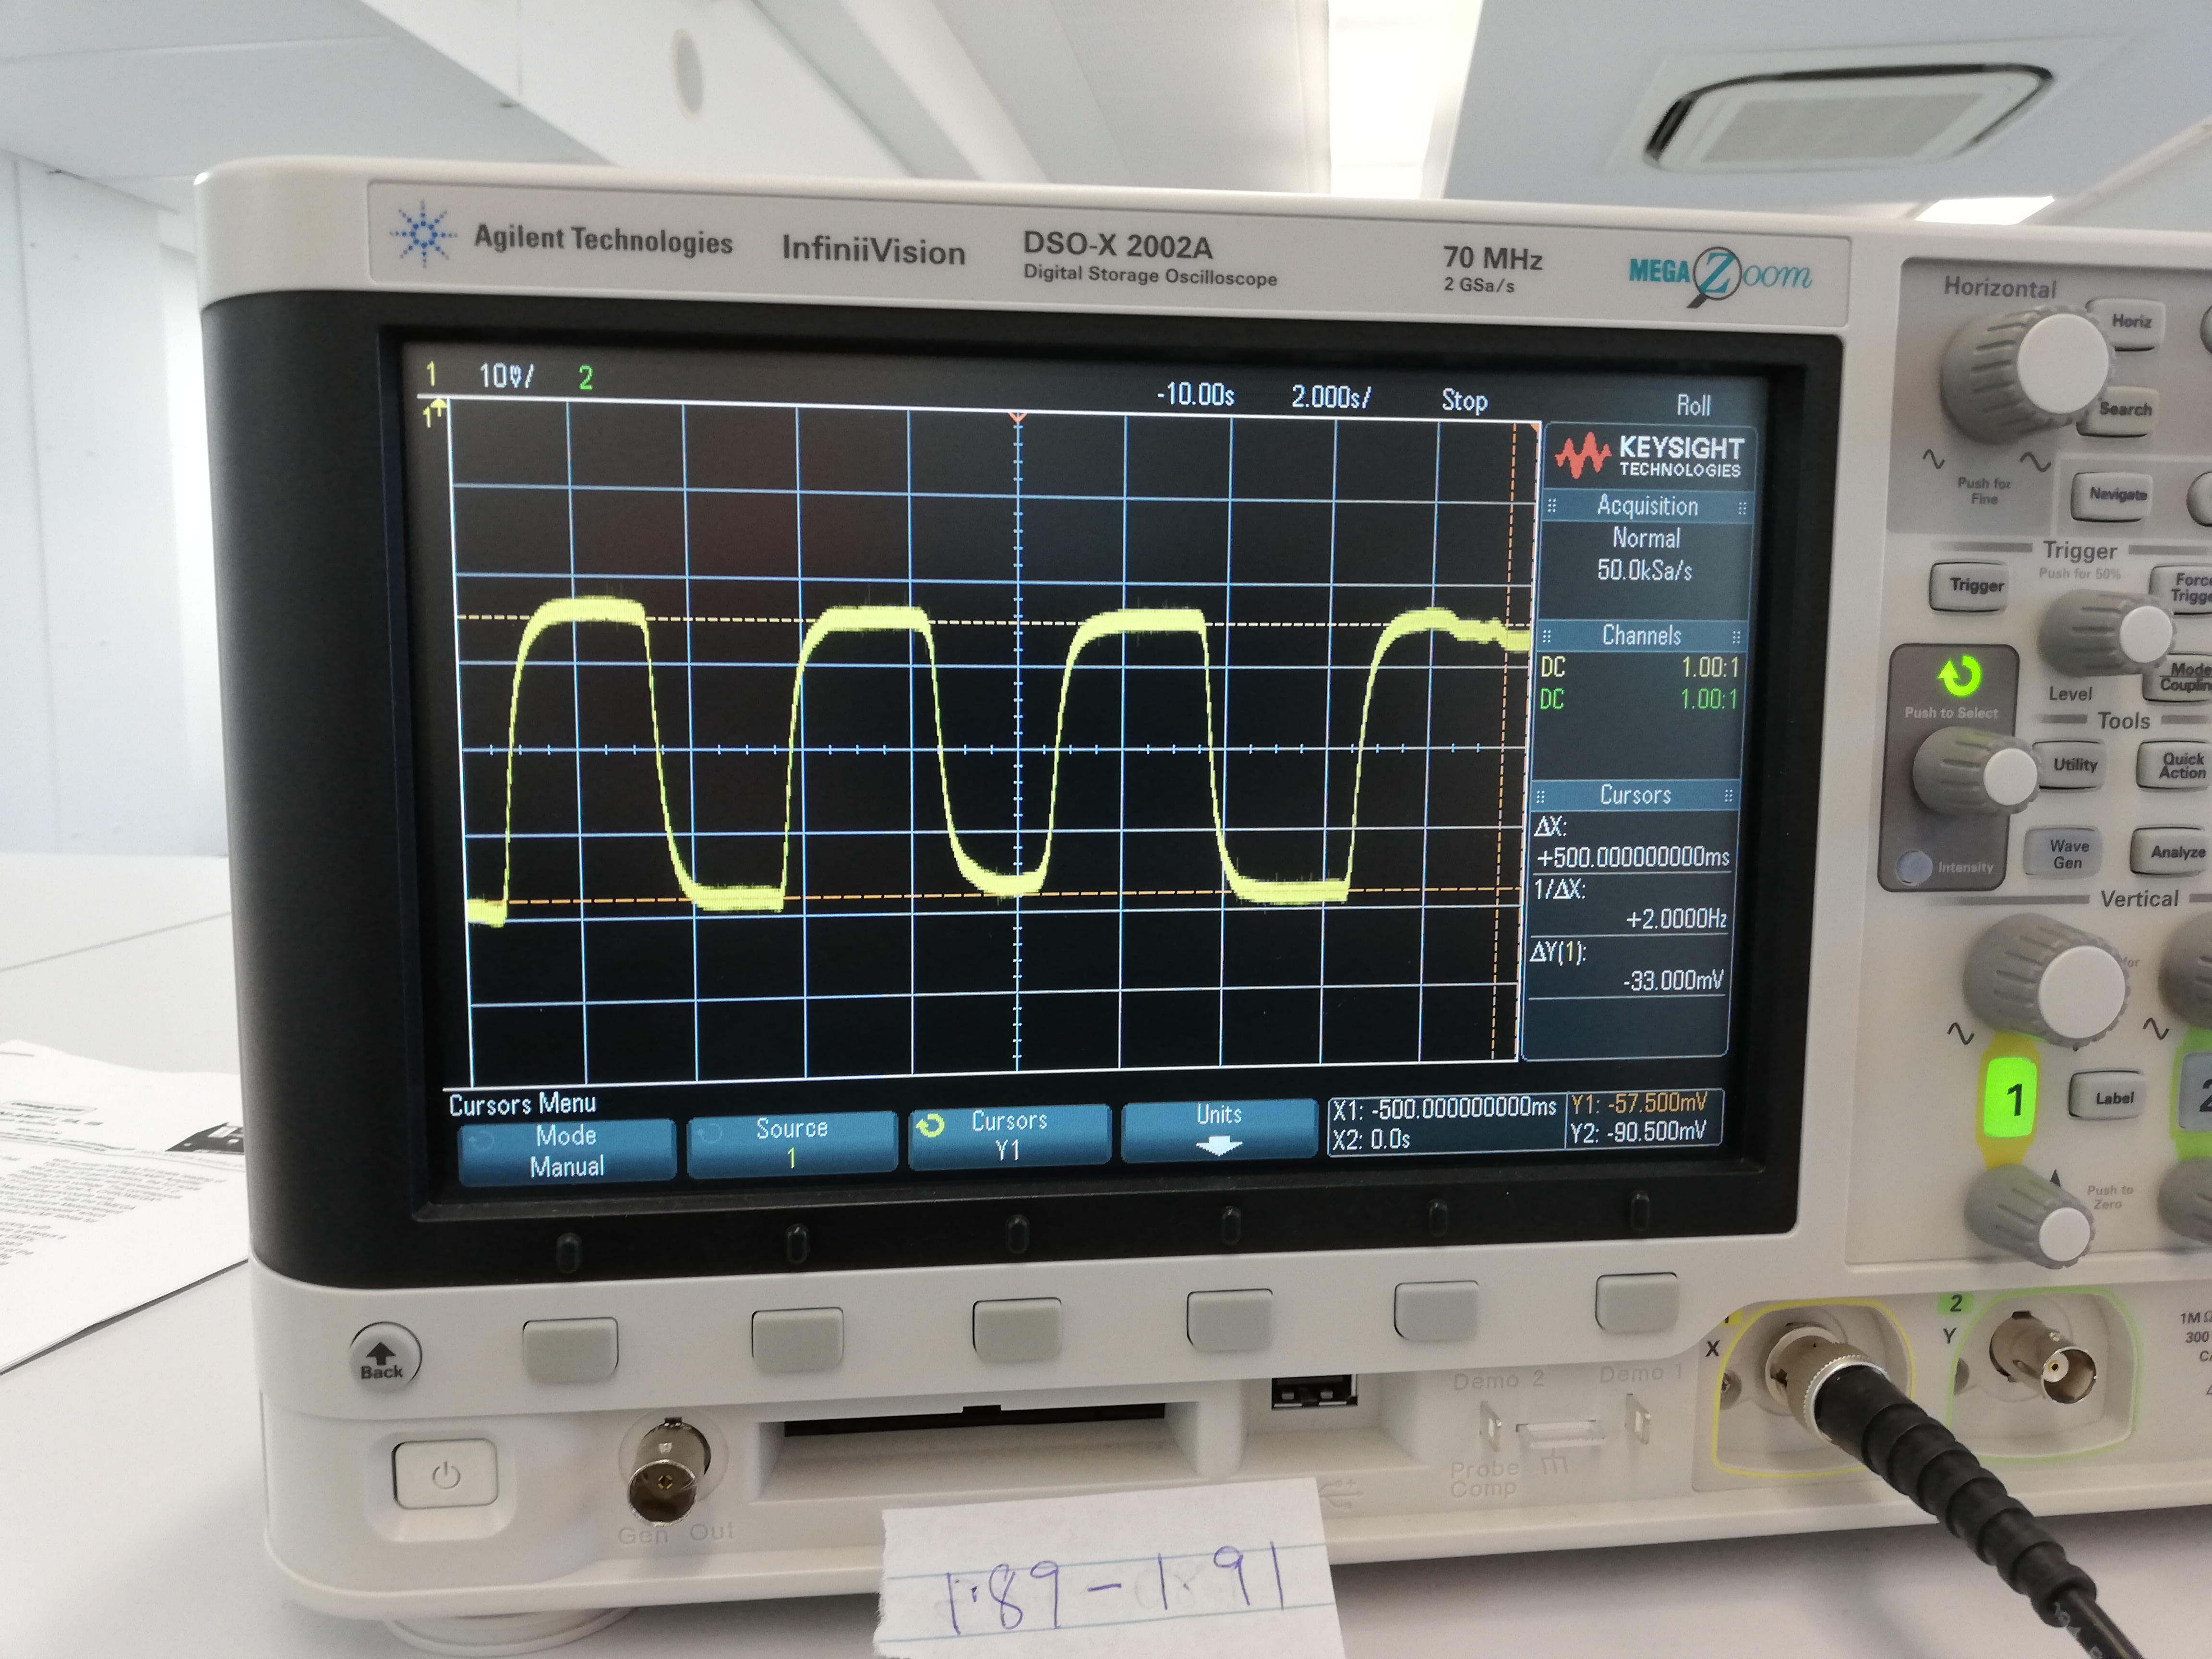 Agilent Technologies InfiniiVision DSO-X 2002A 70 MHz MEGA Zoom
Digital Storage Oscilloscope 2 GSa/s
1 10mV/ 2 -10.00s 2.000s/ Stop Roll
1
KEYSIGHT
TECHNOLOGIES
Acquisition
Normal
50.0kSa/s
Channels
DC 1.00:1
DC 1.00:1
Cursors
ΔX:
+500.000000000ms
1/ΔX:
+2.0000Hz
ΔY(1):
-33.000mV
Cursors Menu
Mode
Manual
Source
1
Cursors
Y1
Units
X1: -500.000000000ms
X2: 0.0s
Y1: -57.500mV
Y2: -90.500mV
Horizontal
Horiz
Search
Push for
Fine
Navigate
Trigger
Push for 50%
Trigger
Level
Push to Select
Intensity
Tools
Utility
Quick
Action
Wave
Gen
Analyze
Vertical
1
Label
2
Push to
Zero
Back
Gen Out
Demo 2
Demo 1
Probe
Comp
X
2
Y
300
1.89 - 1.91